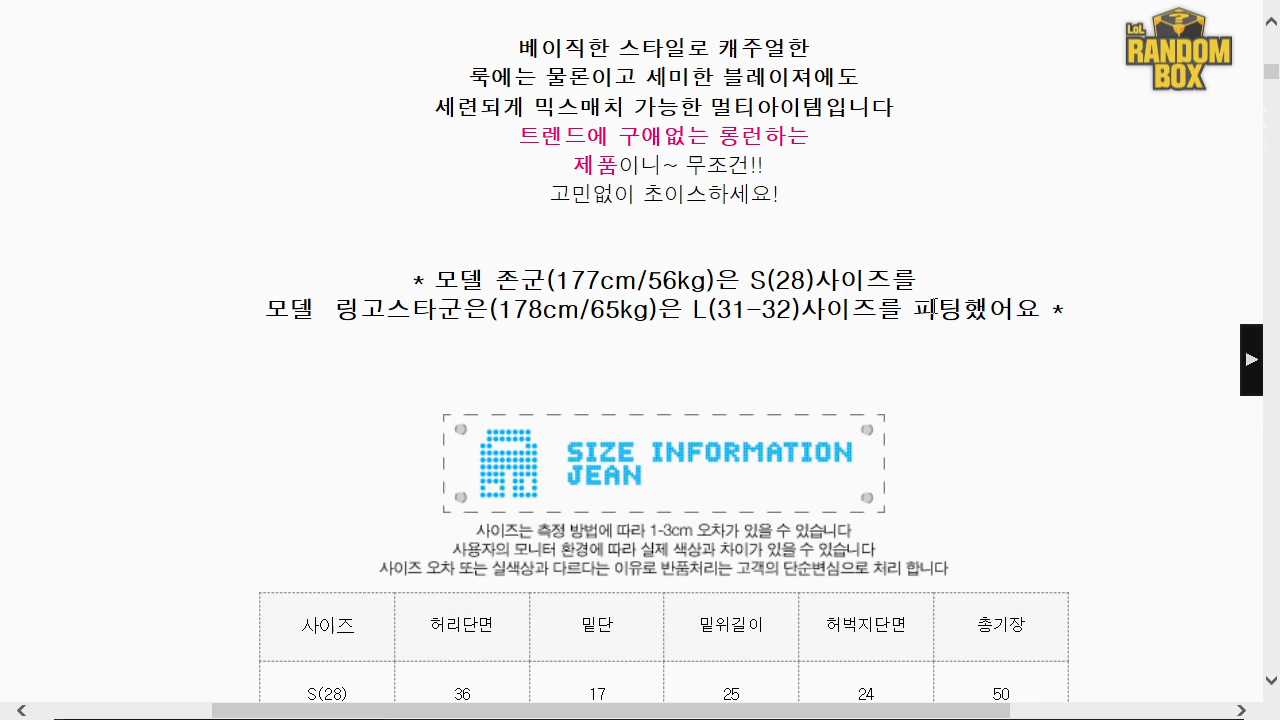 LoL
RANDOM
BOX
베이직한 스타일로 캐주얼한
룩에는 물론이고 세미한 블레이져에도
세련되게 믹스매치 가능한 멀티아이템입니다
트렌드에 구애없는 롱런하는
제품이니~ 무조건!!
고민없이 초이스하세요!
* 모델 존군(177cm/56kg)은 S(28)사이즈를
모델 링고스타군은(178cm/65kg)은 L(31-32)사이즈를 피팅했어요 *
SIZE INFORMATION
JEAN
사이즈는 측정 방법에 따라 1-3cm 오차가 있을 수 있습니다
사용자의 모니터 환경에 따라 실제 색상과 차이가 있을 수 있습니다
사이즈 오차 또는 실색상과 다르다는 이유로 반품처리는 고객의 단순변심으로 처리 합니다
사이즈 허리단면 밑단 밑위길이 허벅지단면 총기장
S(28) 36 17 25 24 50